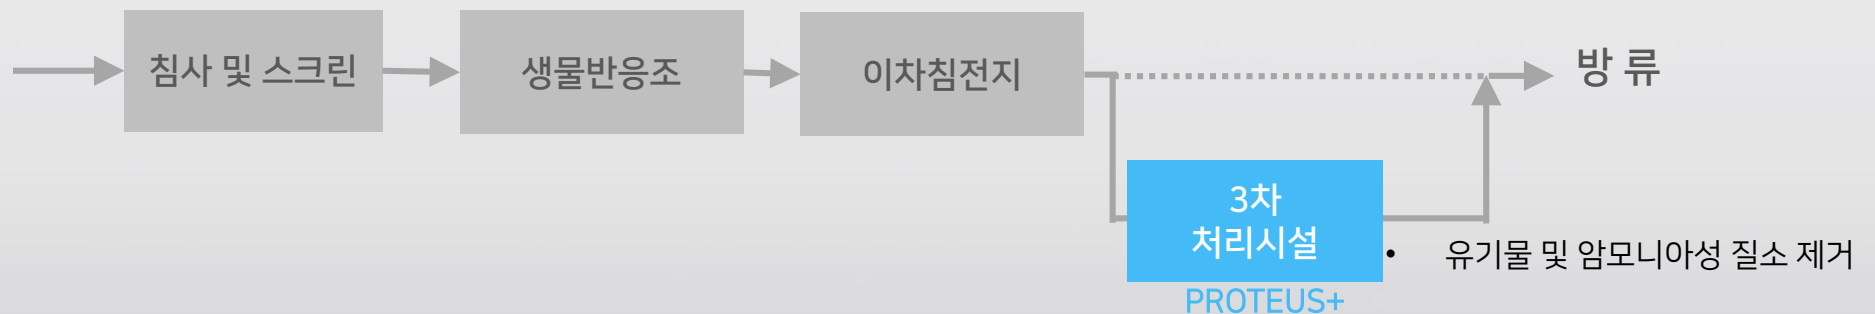 침사 및 스크린
생물반응조
이차침전지
방 류
3차
처리시설
PROTEUS+
• 유기물 및 암모니아성 질소 제거